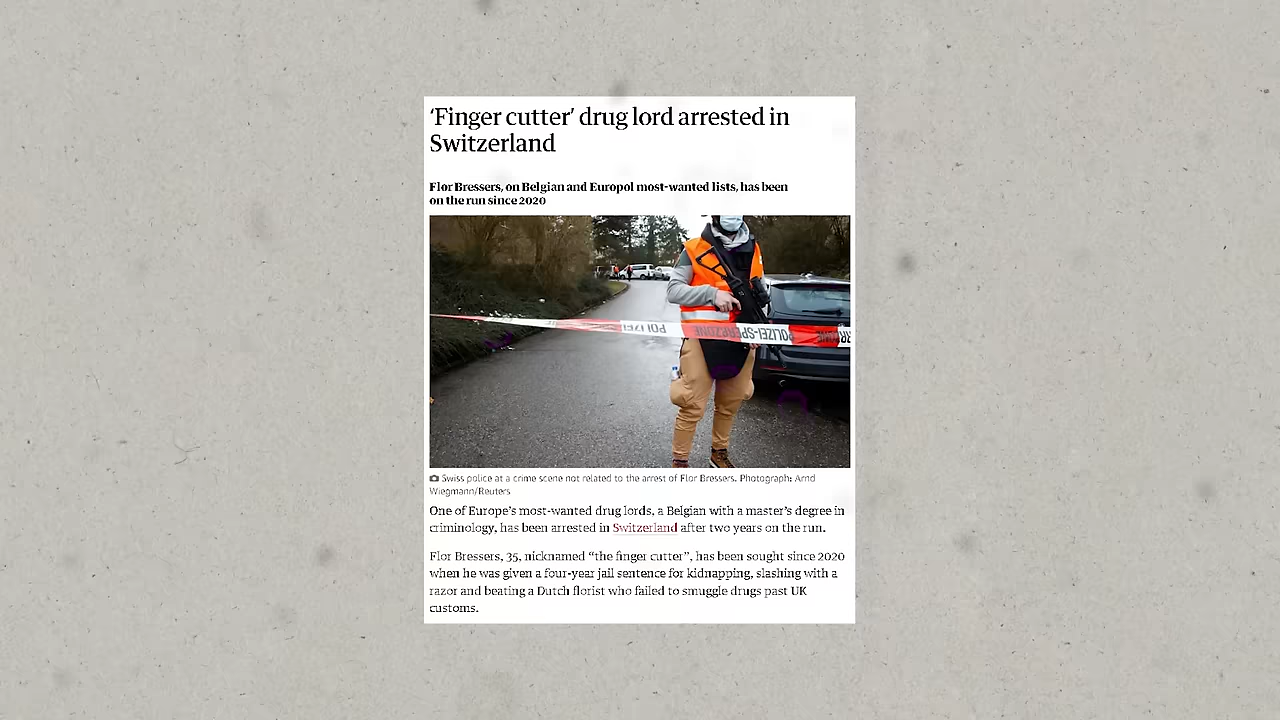 ‘Finger cutter’ drug lord arrested in
Switzerland
Flor Bressers, on Belgian and Europol most-wanted lists, has been
on the run since 2020
POLIZEI
POLIZEI-SPERRZONE
Swiss police at a crime scene not related to the arrest of Flor Bressers. Photograph: Arnd
Wiegmann/Reuters
One of Europe’s most-wanted drug lords, a Belgian with a master’s degree in
criminology, has been arrested in Switzerland after two years on the run.
Flor Bressers, 35, nicknamed “the finger cutter”, has been sought since 2020
when he was given a four-year jail sentence for kidnapping, slashing with a
razor and beating a Dutch florist who failed to smuggle drugs past UK
customs.